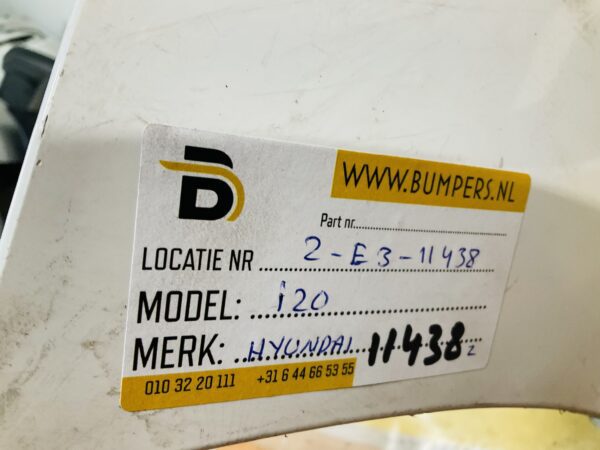 B
WWW.BUMPERS.NL
Part nr.
LOCATIE NR 2-E3-11438
MODEL: i20
MERK: HYUNDAI 11438 z
010 32 20 111 +31 6 44 66 53 55